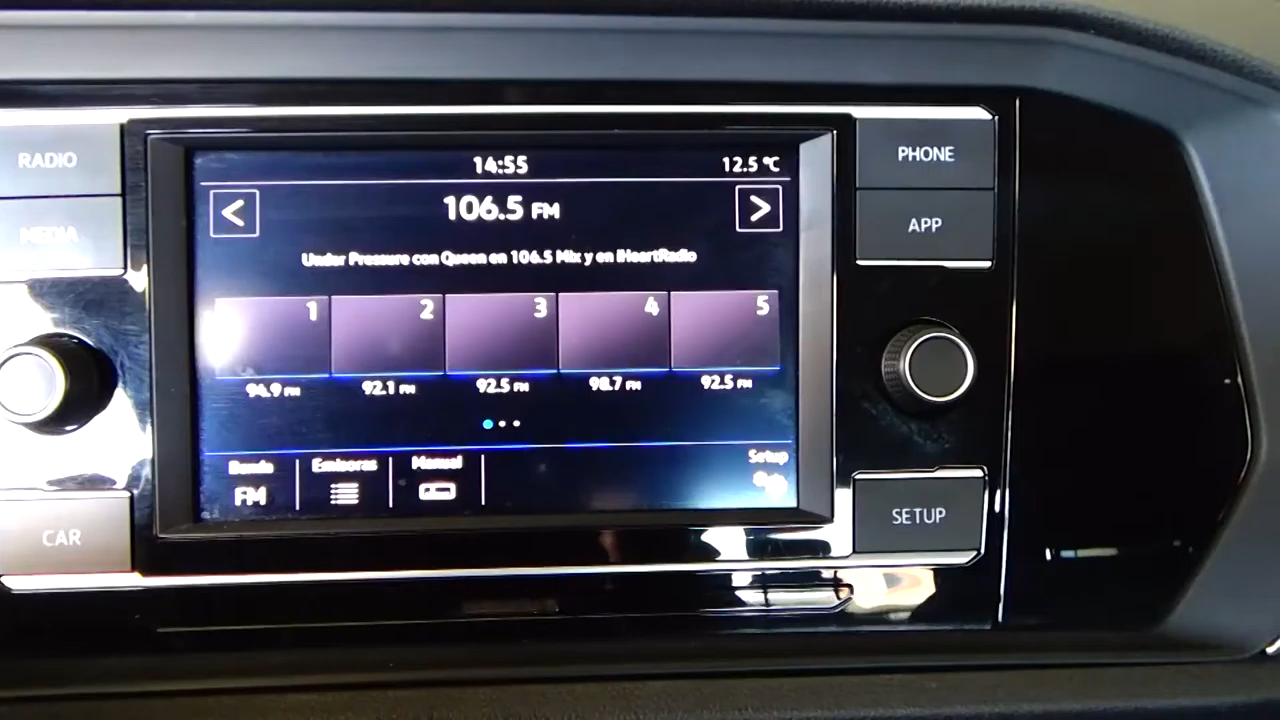 RADIO
MEDIA
CAR
14:55
12.5 °C
<
106.5 FM
>
Under Pressure con Queen en 106.5 Mix y en iHeartRadio
1
2
3
4
5
94.9 FM
92.1 FM
92.5 FM
98.7 FM
92.5 FM
Banda
FM
Emisoras
Manual
Setup
PHONE
APP
SETUP